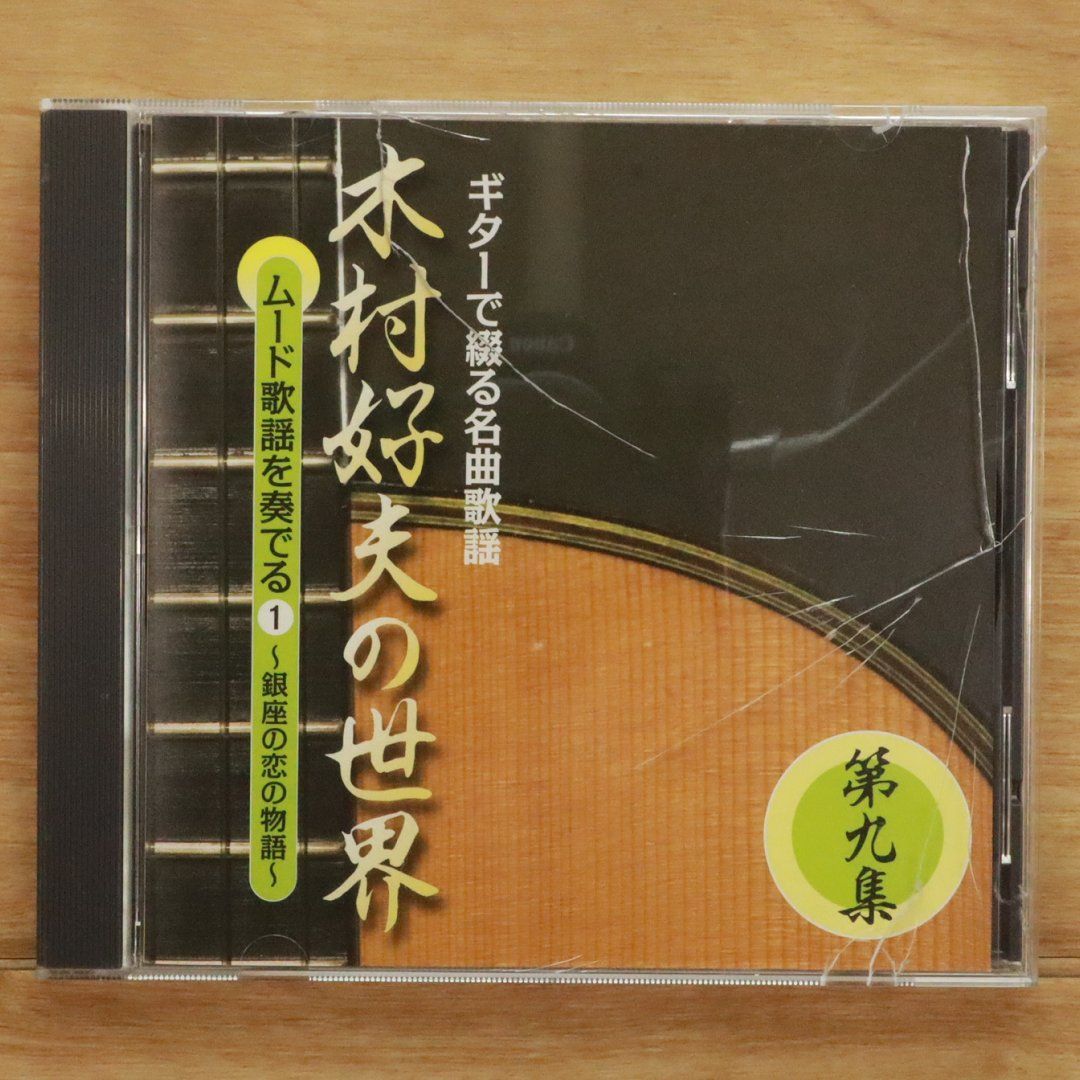 ギターで綴る名曲歌謡
木村好夫の世界
ムード歌謡を奏でる1
～銀座の恋の物語～
第九集
Canon